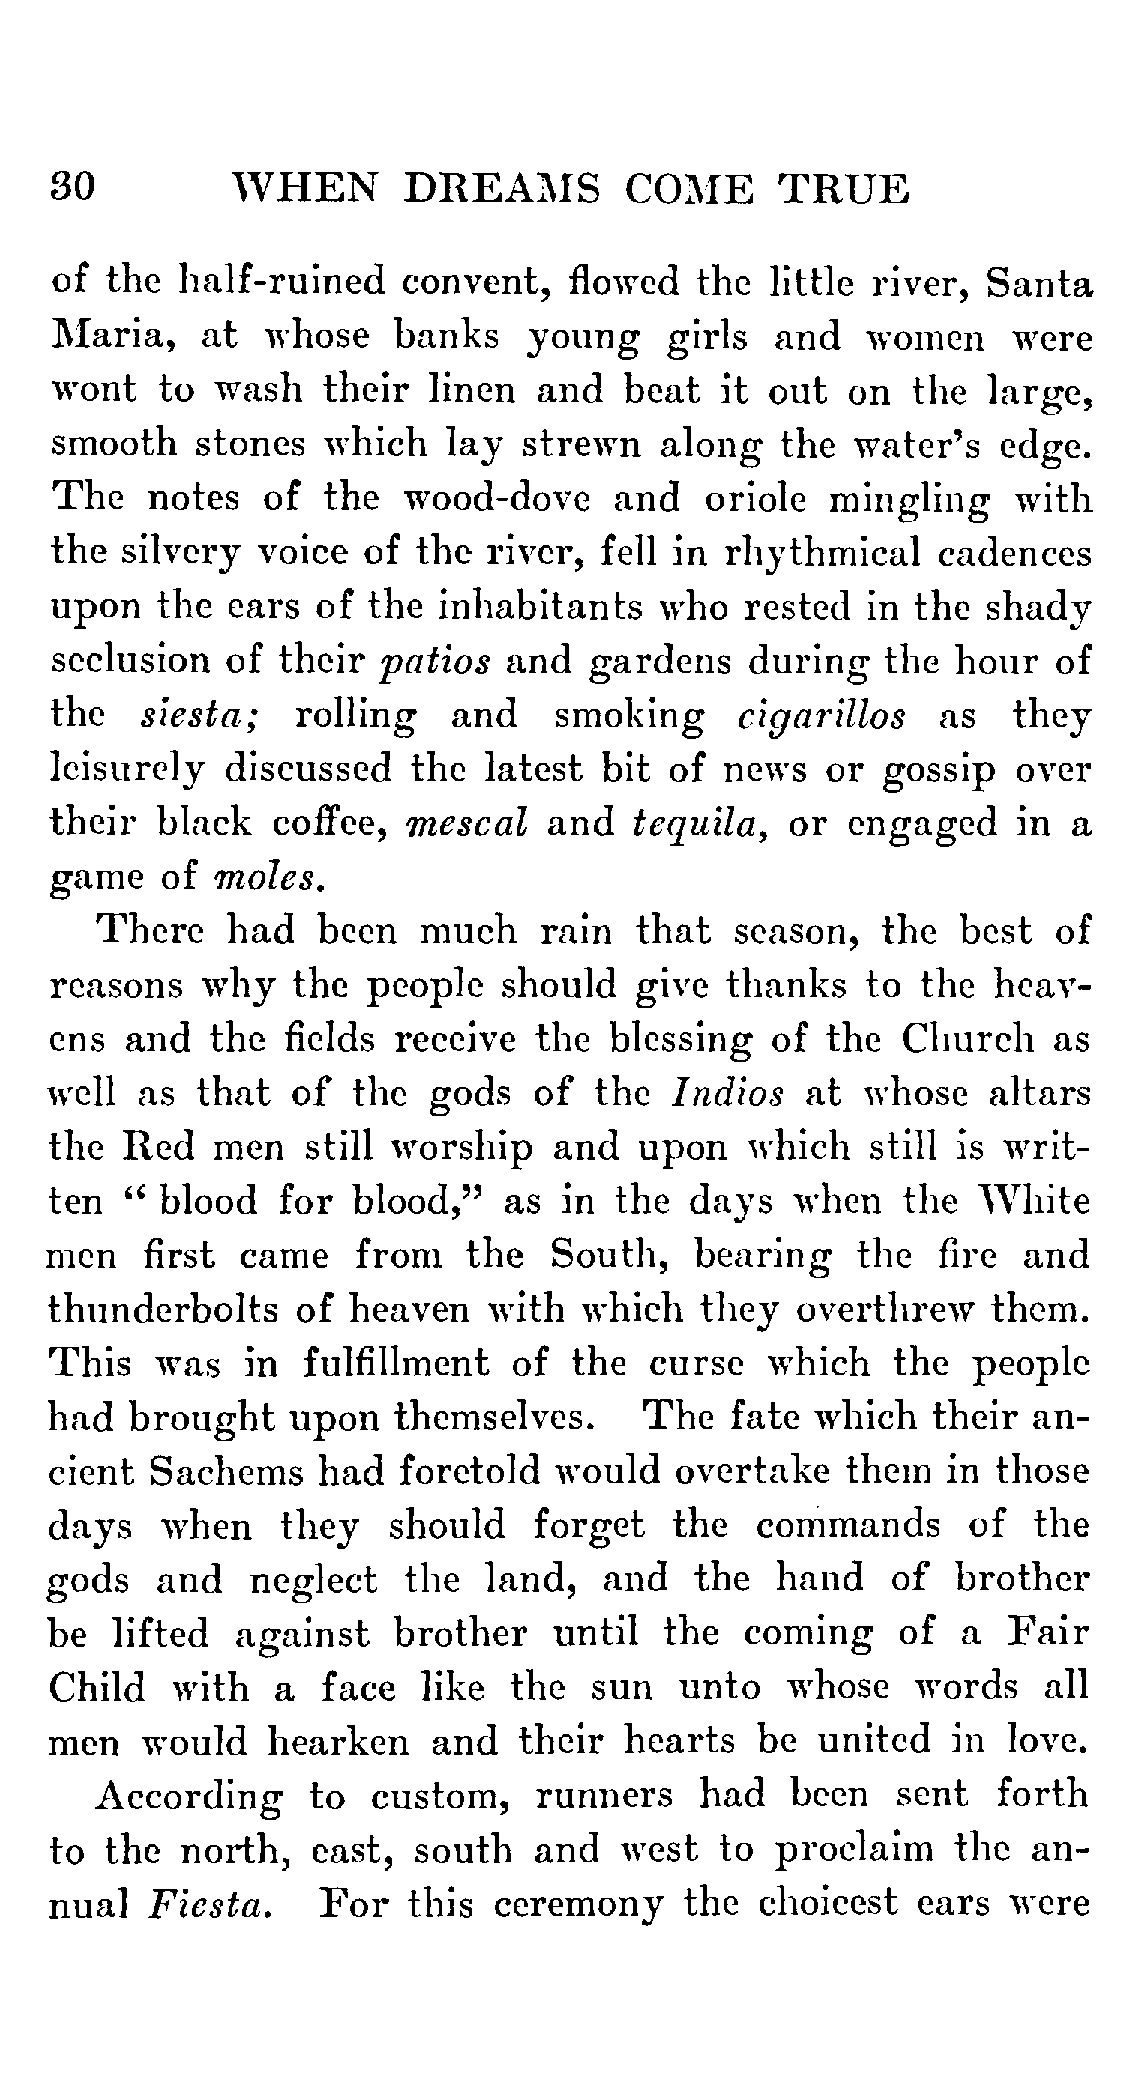 30 WHEN DREAMS COME TRUE
of the half-ruined convent, flowed the little river, Santa
Maria, at whose banks young girls and women were
wont to wash their linen and beat it out on the large,
smooth stones which lay strewn along the water's edge.
The notes of the wood-dove and oriole mingling with
the silvery voice of the river, fell in rhythmical cadences
upon the ears of the inhabitants who rested in the shady
seclusion of their patios and gardens during the hour of
the siesta; rolling and smoking cigarillos as they
leisurely discussed the latest bit of news or gossip over
their black coffee, mescal and tequila, or engaged in a
game of moles.
There had been much rain that season, the best of
reasons why the people should give thanks to the heav-
ens and the fields receive the blessing of the Church as
well as that of the gods of the Indios at whose altars
the Red men still worship and upon which still is writ-
ten " blood for blood," as in the days when the White
men first came from the South, bearing the fire and
thunderbolts of heaven with which they overthrew them.
This was in fulfillment of the curse which the people
had brought upon themselves. The fate which their an-
cient Sachems had foretold would overtake them in those
days when they should forget the commands of the
gods and neglect the land, and the hand of brother
be lifted against brother until the coming of a Fair
Child with a face like the sun unto whose words all
men would hearken and their hearts be united in love.
According to custom, runners had been sent forth
to the north, east, south and west to proclaim the an-
nual Fiesta. For this ceremony the choicest ears were